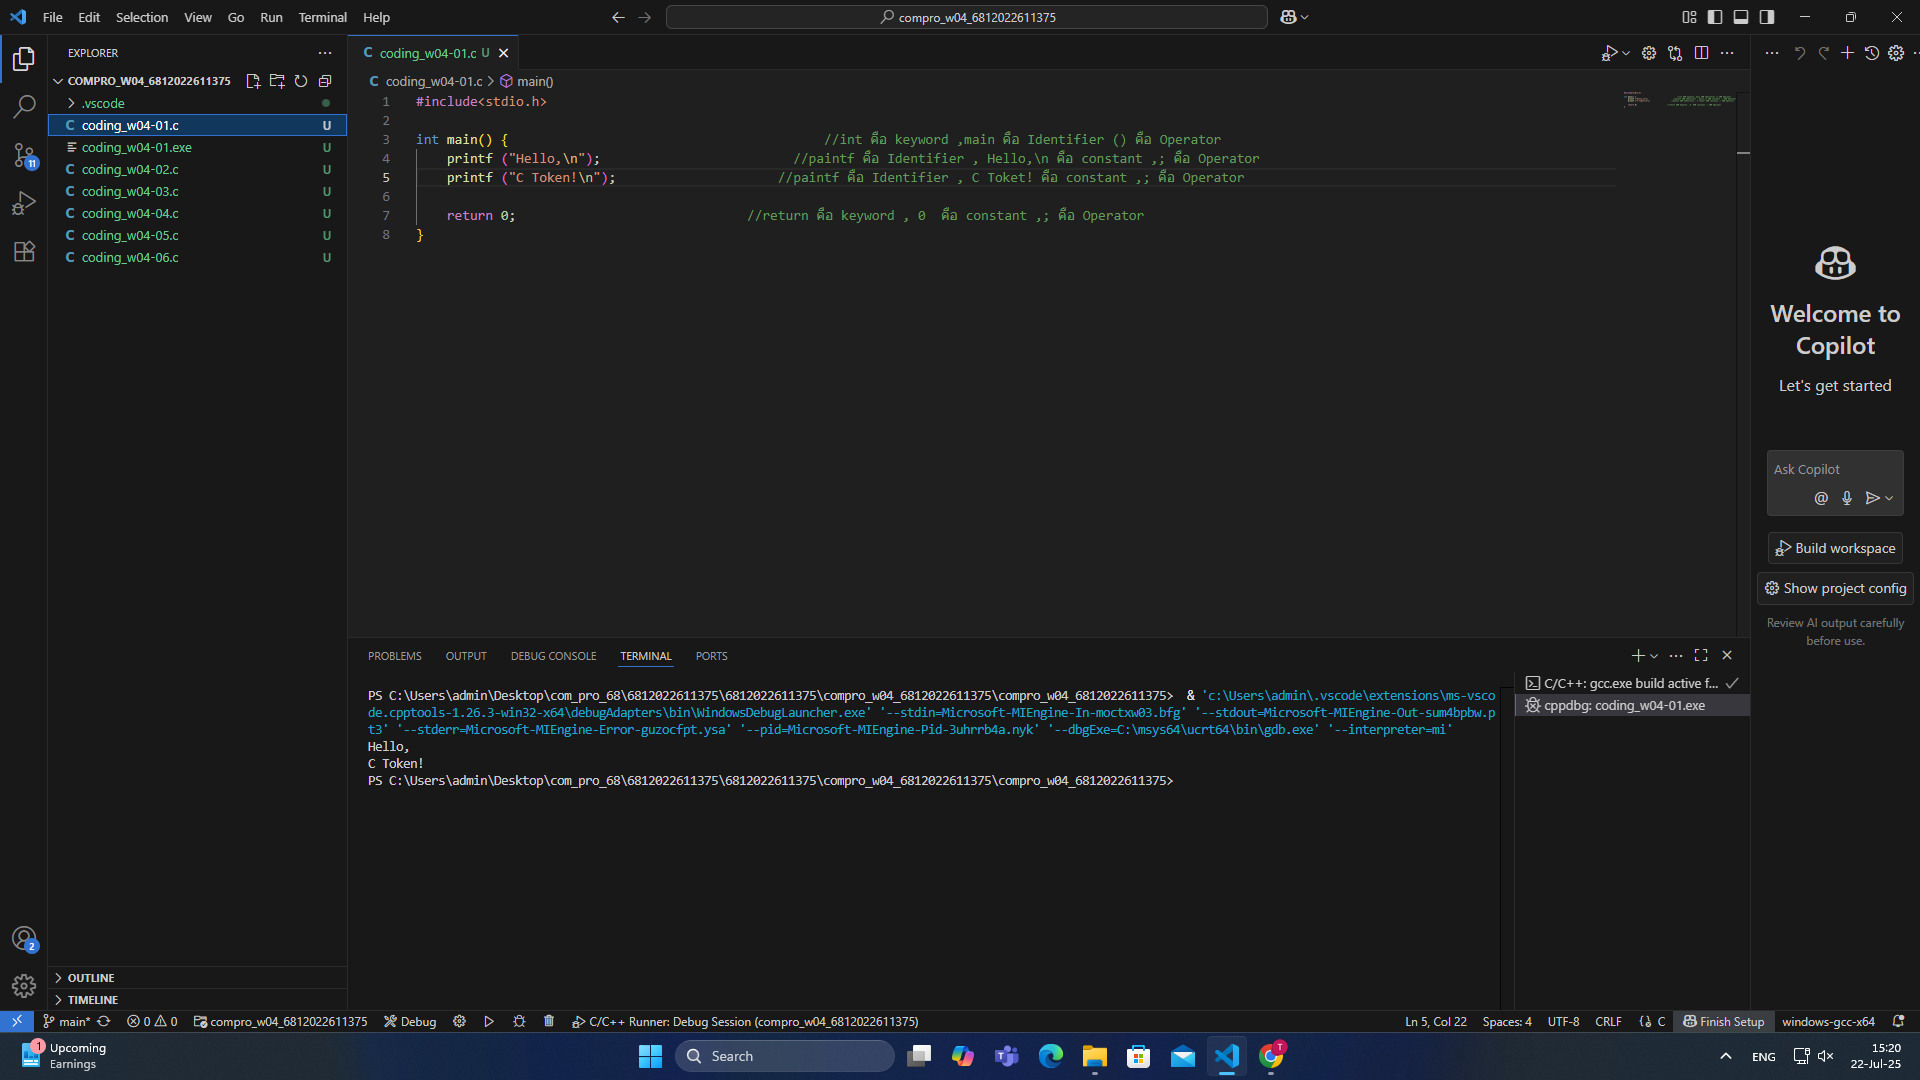 File Edit Selection View Go Run Terminal Help
compro_w04_6812022611375
EXPLORER
COMPRO_W04_6812022611375
.vscode
coding_w04-01.c U
coding_w04-01.exe U
coding_w04-02.c U
coding_w04-03.c U
coding_w04-04.c U
coding_w04-05.c U
coding_w04-06.c U
11
2
OUTLINE
TIMELINE
coding_w04-01.c U
coding_w04-01.c > main()
1 #include<stdio.h>
2
3 int main() { //int คือ keyword ,main คือ Identifier () คือ Operator
4 printf ("Hello,\n"); //paintf คือ Identifier , Hello,\n คือ constant ,; คือ Operator
5 printf ("C Token!\n"); //paintf คือ Identifier , C Toket! คือ constant ,; คือ Operator
6
7 return 0; //return คือ keyword , 0 คือ constant ,; คือ Operator
8 }
PROBLEMS OUTPUT DEBUG CONSOLE TERMINAL PORTS
PS C:\Users\admin\Desktop\com_pro_68\6812022611375\6812022611375\compro_w04_6812022611375\compro_w04_6812022611375> & 'c:\Users\admin\.vscode\extensions\ms-vsco
de.cpptools-1.26.3-win32-x64\debugAdapters\bin\WindowsDebugLauncher.exe' '--stdin=Microsoft-MIEngine-In-moctxw03.bfg' '--stdout=Microsoft-MIEngine-Out-sum4bpbw.p
t3' '--stderr=Microsoft-MIEngine-Error-guzocfpt.ysa' '--pid=Microsoft-MIEngine-Pid-3uhrrb4a.nyk' '--dbgExe=C:\msys64\ucrt64\bin\gdb.exe' '--interpreter=mi'
Hello,
C Token!
PS C:\Users\admin\Desktop\com_pro_68\6812022611375\6812022611375\compro_w04_6812022611375\compro_w04_6812022611375>
C/C++: gcc.exe build active f...
cppdbg: coding_w04-01.exe
Welcome to
Copilot
Let's get started
Ask Copilot
Build workspace
Show project config
Review AI output carefully
before use.
main* 0 0 compro_w04_6812022611375 Debug C/C++ Runner: Debug Session (compro_w04_6812022611375) Ln 5, Col 22 Spaces: 4 UTF-8 CRLF C Finish Setup windows-gcc-x64
1
Upcoming
Earnings
Search
T
ENG
15:20
22-Jul-25